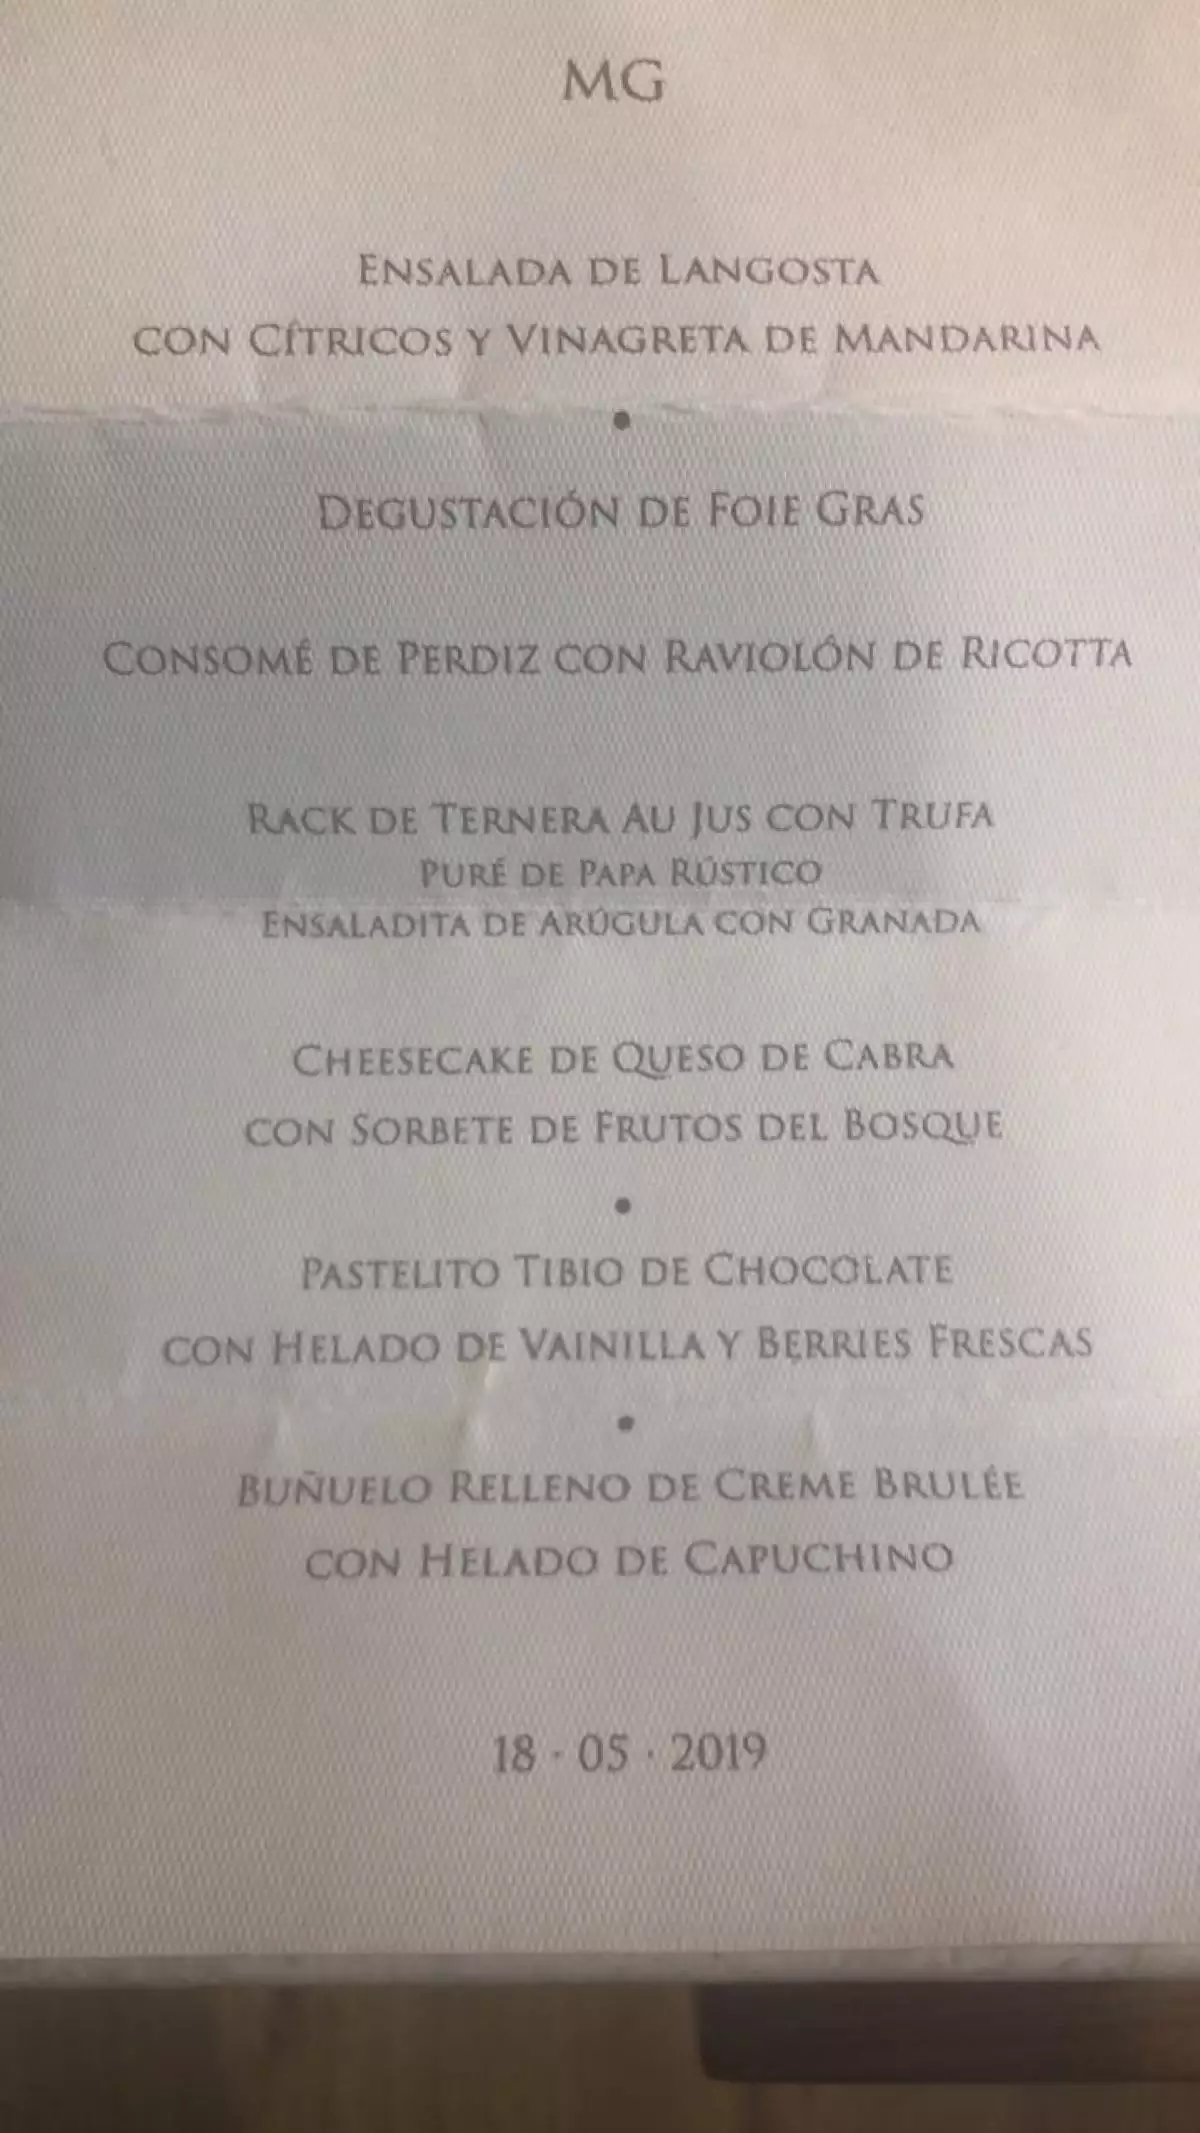 MG
Ensalada de Langosta
con Cítricos y Vinagreta de Mandarina
•
Degustación de Foie Gras
Consomé de Perdiz con Raviolón de Ricotta
Rack de Ternera Au Jus con Trufa
Puré de Papa Rústico
Ensaladita de Arúgula con Granada
Cheesecake de Queso de Cabra
con Sorbete de Frutos del Bosque
•
Pastelito Tibio de Chocolate
con Helado de Vainilla y Berries Frescas
•
Buñuelo Relleno de Creme Brulée
con Helado de Capuchino
18 · 05 · 2019